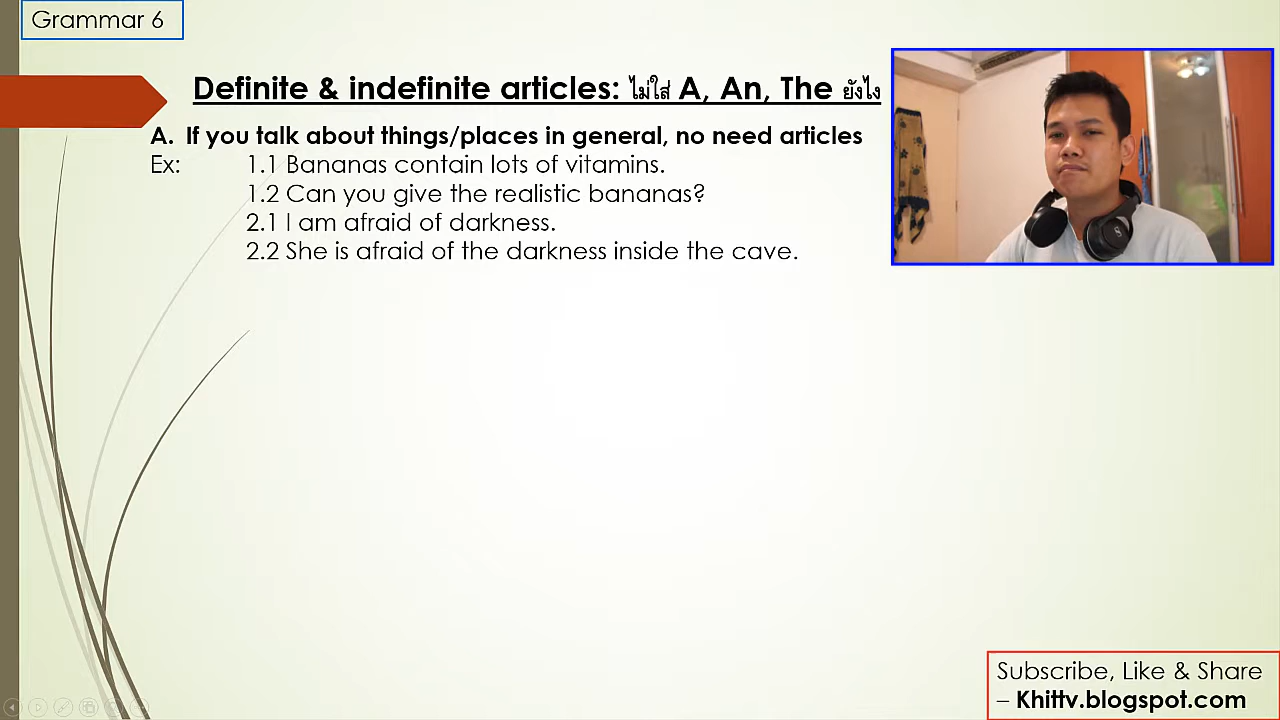 Grammar 6
Definite & indefinite articles: ไม่ใส่ A, An, The ยังไง
A. If you talk about things/places in general, no need articles
Ex: 1.1 Bananas contain lots of vitamins.
1.2 Can you give the realistic bananas?
2.1 I am afraid of darkness.
2.2 She is afraid of the darkness inside the cave.
Subscribe, Like & Share
– Khittv.blogspot.com